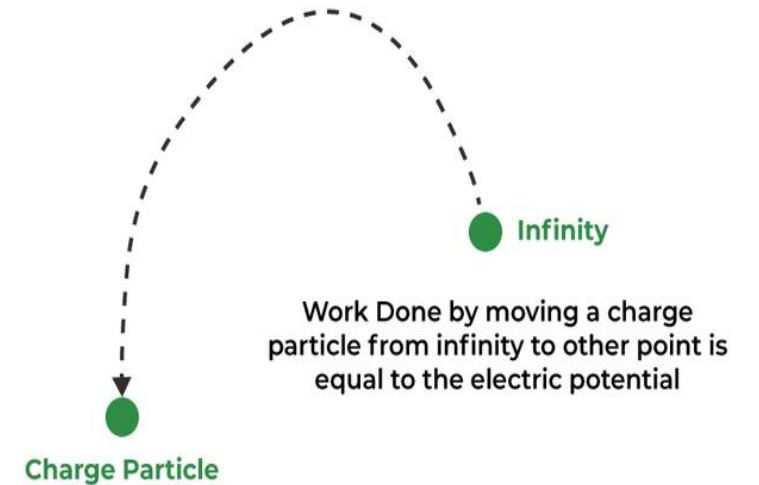 Infinity
Work Done by moving a charge
particle from infinity to other point is
equal to the electric potential
Charge Particle